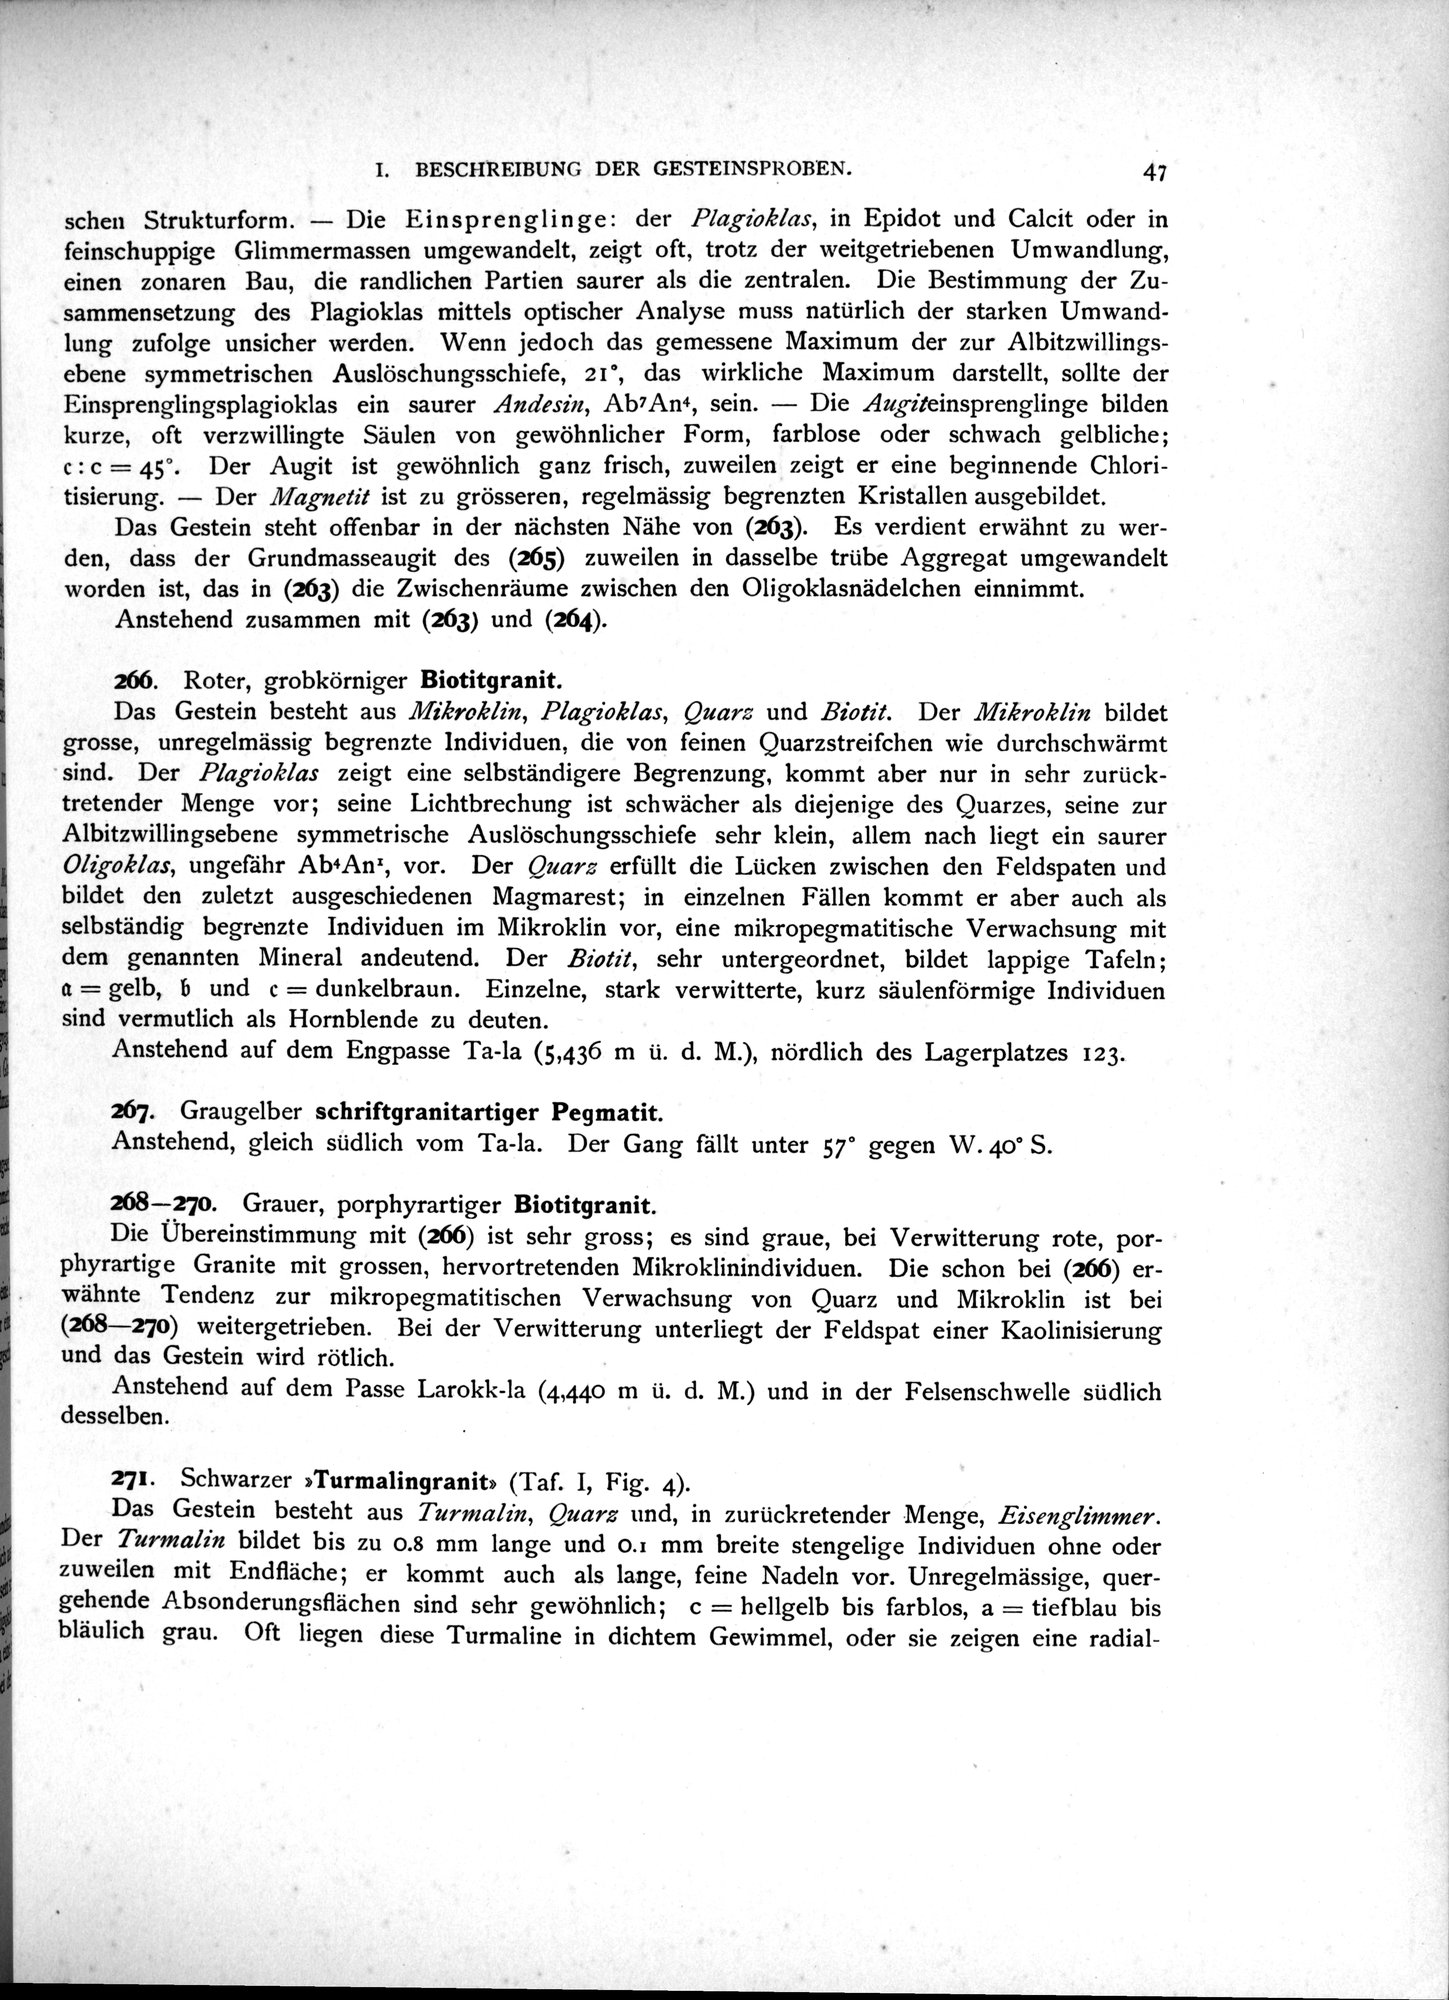 I. BESCHREIBUNG DER GESTEINSPROBEN. 47
schen Strukturform. — Die Einsprenglinge: der Plagioklas, in Epidot und Calcit oder in
feinschuppige Glimmermassen umgewandelt, zeigt oft, trotz der weitgetriebenen Umwandlung,
einen zonaren Bau, die randlichen Partien saurer als die zentralen. Die Bestimmung der Zu-
sammensetzung des Plagioklas mittels optischer Analyse muss natürlich der starken Umwand-
lung zufolge unsicher werden. Wenn jedoch das gemessene Maximum der zur Albitzwillings-
ebene symmetrischen Auslöschungsschiefe, 21°, das wirkliche Maximum darstellt, sollte der
Einsprenglingsplagioklas ein saurer Andesin, Ab⁷An⁴, sein. — Die Augiteinsprenglinge bilden
kurze, oft verzwillingte Säulen von gewöhnlicher Form, farblose oder schwach gelbliche;
c : c = 45°. Der Augit ist gewöhnlich ganz frisch, zuweilen zeigt er eine beginnende Chlori-
tisierung. — Der Magnetit ist zu grösseren, regelmässig begrenzten Kristallen ausgebildet.
Das Gestein steht offenbar in der nächsten Nähe von (263). Es verdient erwähnt zu wer-
den, dass der Grundmasseaugit des (265) zuweilen in dasselbe trübe Aggregat umgewandelt
worden ist, das in (263) die Zwischenräume zwischen den Oligoklasnädelchen einnimmt.
Anstehend zusammen mit (263) und (264).
266. Roter, grobkörniger Biotitgranit.
Das Gestein besteht aus Mikroklin, Plagioklas, Quarz und Biotit. Der Mikroklin bildet
grosse, unregelmässig begrenzte Individuen, die von feinen Quarzstreifchen wie durchschwärmt
sind. Der Plagioklas zeigt eine selbständigere Begrenzung, kommt aber nur in sehr zurück-
tretender Menge vor; seine Lichtbrechung ist schwächer als diejenige des Quarzes, seine zur
Albitzwillingsebene symmetrische Auslöschungsschiefe sehr klein, allem nach liegt ein saurer
Oligoklas, ungefähr Ab⁴An¹, vor. Der Quarz erfüllt die Lücken zwischen den Feldspaten und
bildet den zuletzt ausgeschiedenen Magmarest; in einzelnen Fällen kommt er aber auch als
selbständig begrenzte Individuen im Mikroklin vor, eine mikropegmatitische Verwachsung mit
dem genannten Mineral andeutend. Der Biotit, sehr untergeordnet, bildet lappige Tafeln;
a = gelb, b und c = dunkelbraun. Einzelne, stark verwitterte, kurz säulenförmige Individuen
sind vermutlich als Hornblende zu deuten.
Anstehend auf dem Engpasse Ta-la (5,436 m ü. d. M.), nördlich des Lagerplatzes 123.
267. Graugelber schriftgranitartiger Pegmatit.
Anstehend, gleich südlich vom Ta-la. Der Gang fällt unter 57° gegen W. 40° S.
268—270. Grauer, porphyrartiger Biotitgranit.
Die Übereinstimmung mit (266) ist sehr gross; es sind graue, bei Verwitterung rote, por-
phyrartige Granite mit grossen, hervortretenden Mikroklinindividuen. Die schon bei (266) er-
wähnte Tendenz zur mikropegmatitischen Verwachsung von Quarz und Mikroklin ist bei
(268—270) weitergetrieben. Bei der Verwitterung unterliegt der Feldspat einer Kaolinisierung
und das Gestein wird rötlich.
Anstehend auf dem Passe Larokk-la (4,440 m ü. d. M.) und in der Felsenschwelle südlich
desselben.
271. Schwarzer »Turmalingranit» (Taf. I, Fig. 4).
Das Gestein besteht aus Turmalin, Quarz und, in zurückretender Menge, Eisenglimmer.
Der Turmalin bildet bis zu 0.8 mm lange und 0.1 mm breite stengelige Individuen ohne oder
zuweilen mit Endfläche; er kommt auch als lange, feine Nadeln vor. Unregelmässige, quer-
gehende Absonderungsflächen sind sehr gewöhnlich; c = hellgelb bis farblos, a = tiefblau bis
bläulich grau. Oft liegen diese Turmaline in dichtem Gewimmel, oder sie zeigen eine radial-